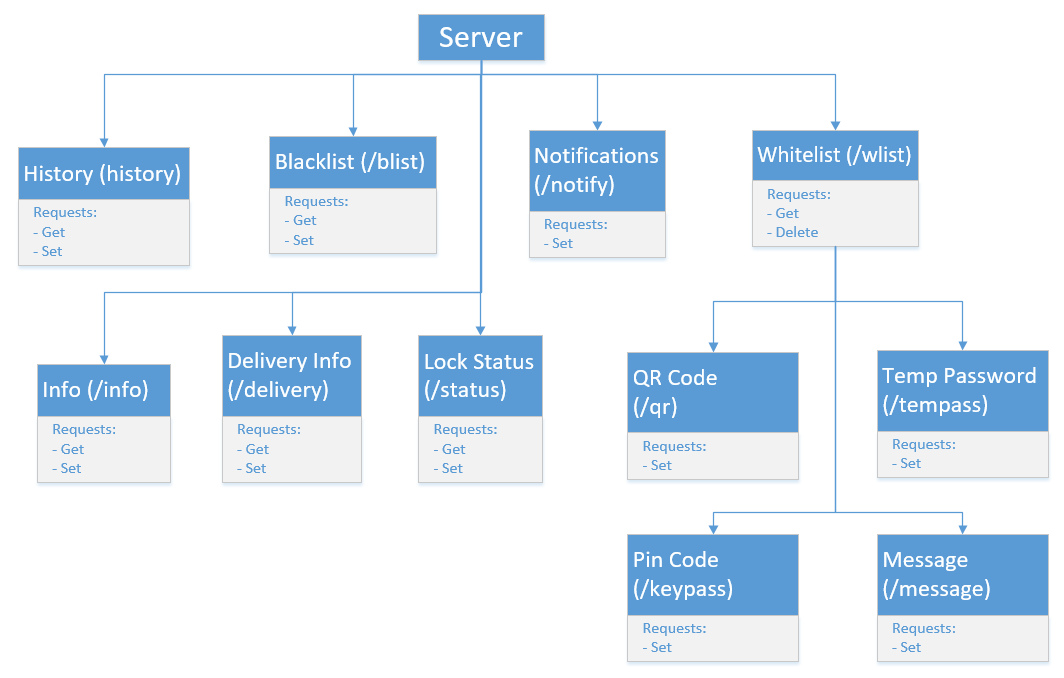 Server
History (history)
Requests:
- Get
- Set
Blacklist (/blist)
Requests:
- Get
- Set
Notifications
(/notify)
Requests:
- Set
Whitelist (/wlist)
Requests:
- Get
- Delete
Info (/info)
Requests:
- Get
- Set
Delivery Info
(/delivery)
Requests:
- Get
- Set
Lock Status
(/status)
Requests:
- Get
- Set
QR Code
(/qr)
Requests:
- Set
Temp Password
(/tempass)
Requests:
- Set
Pin Code
(/keypass)
Requests:
- Set
Message
(/message)
Requests:
- Set